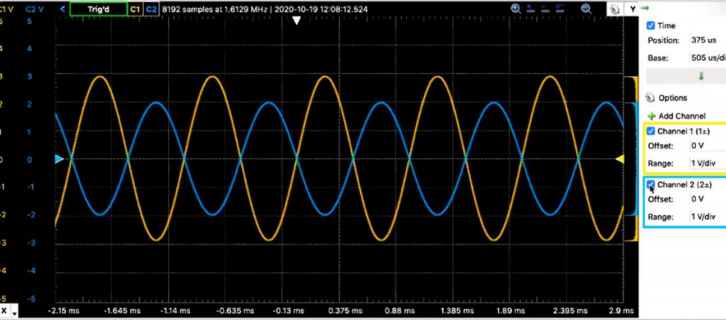 C1 V C2 V Trig'd C1 C2 8192 samples at 1.6129 MHz | 2020-10-19 12:08:12.524 Y
5 5
4
3 3
2 2
1 1
0 0
-1 -1
-2 -2
-3 -3
-4 -4
-5 -5
X -2.15 ms -1.645 ms -1.14 ms -0.635 ms -0.13 ms 0.375 ms 0.88 ms 1.385 ms 1.89 ms 2.395 ms 2.9 ms
Time
Position: 375 us
Base: 505 us/di
Options
Add Channel
Channel 1 (1±)
Offset: 0 V
Range: 1 V/div
Channel 2 (2±)
Offset: 0 V
Range: 1 V/div